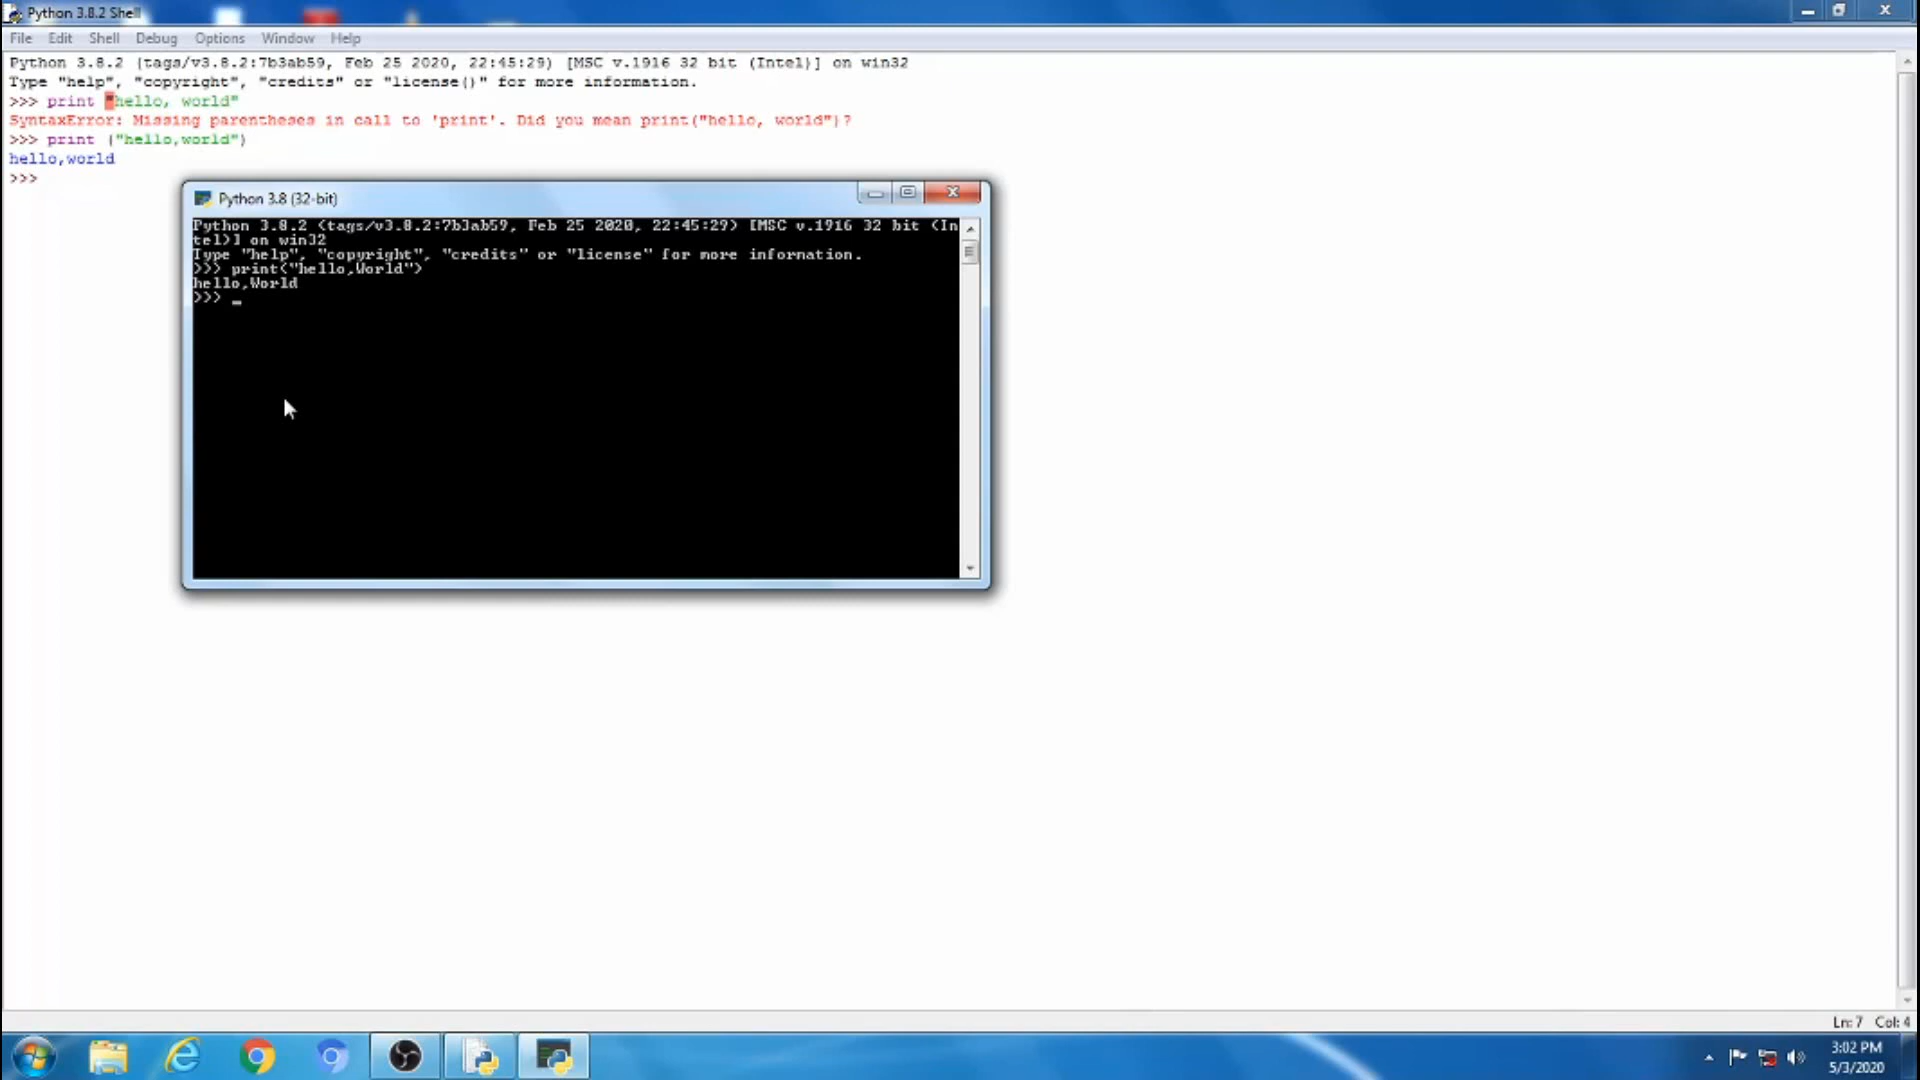 Python 3.8.2 Shell
File Edit Shell Debug Options Window Help
Python 3.8.2 (tags/v3.8.2:7b3ab59, Feb 25 2020, 22:45:29) [MSC v.1916 32 bit (Intel)] on win32
Type "help", "copyright", "credits" or "license()" for more information.
>>> print "hello, world"
SyntaxError: Missing parentheses in call to 'print'. Did you mean print("hello, world")?
>>> print ("hello,world")
hello,world
>>>
Python 3.8 (32-bit)
Python 3.8.2 (tags/v3.8.2:7b3ab59, Feb 25 2020, 22:45:29) [MSC v.1916 32 bit (In
tel)] on win32
Type "help", "copyright", "credits" or "license" for more information.
>>> print("hello,World")
hello,World
>>> _
Ln: 7 Col: 4
3:02 PM
5/3/2020